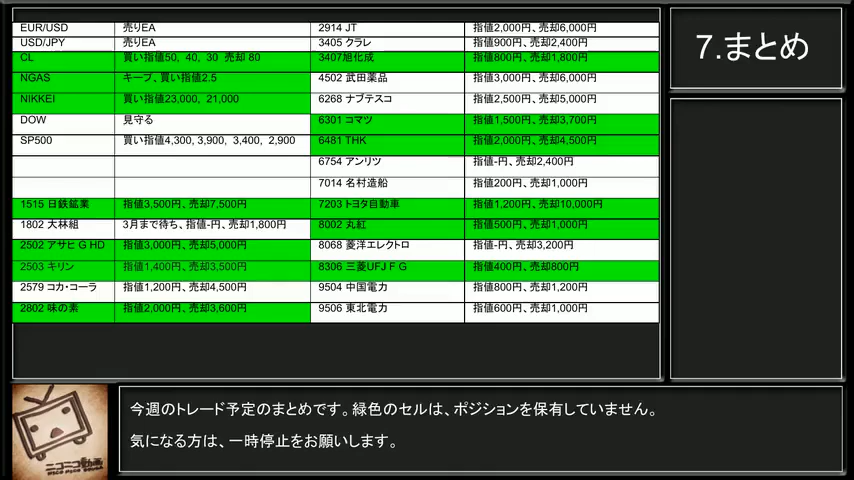 7.まとめ
EUR/USD 売りEA 2914 JT 指値2,000円、売却6,000円
USD/JPY 売りEA 3405 クラレ 指値900円、売却2,400円
CL 買い指値50, 40, 30 売却 80 3407旭化成 指値800円、売却1,800円
NGAS キープ、買い指値2.5 4502 武田薬品 指値3,000円、売却6,000円
NIKKEI 買い指値23,000, 21,000 6268 ナブテスコ 指値2,500円、売却5,000円
DOW 見守る 6301 コマツ 指値1,500円、売却3,700円
SP500 買い指値4,300, 3,900, 3,400, 2,900 6481 THK 指値2,000円、売却4,500円
6754 アンリツ 指値-円、売却2,400円
7014 名村造船 指値200円、売却1,000円
1515 日鉄鉱業 指値3,500円、売却7,500円 7203 トヨタ自動車 指値1,200円、売却10,000円
1802 大林組 3月まで待ち、指値-円、売却1,800円 8002 丸紅 指値500円、売却1,000円
2502 アサヒ G HD 指値3,000円、売却5,000円 8068 菱洋エレクトロ 指値-円、売却3,200円
2503 キリン 指値1,400円、売却3,500円 8306 三菱UFJ F G 指値400円、売却800円
2579 コカ・コーラ 指値1,200円、売却4,500円 9504 中国電力 指値800円、売却1,200円
2802 味の素 指値2,000円、売却3,600円 9506 東北電力 指値600円、売却1,000円
今週のトレード予定のまとめです。緑色のセルは、ポジションを保有していません。
気になる方は、一時停止をお願いします。
ニコニコ動画